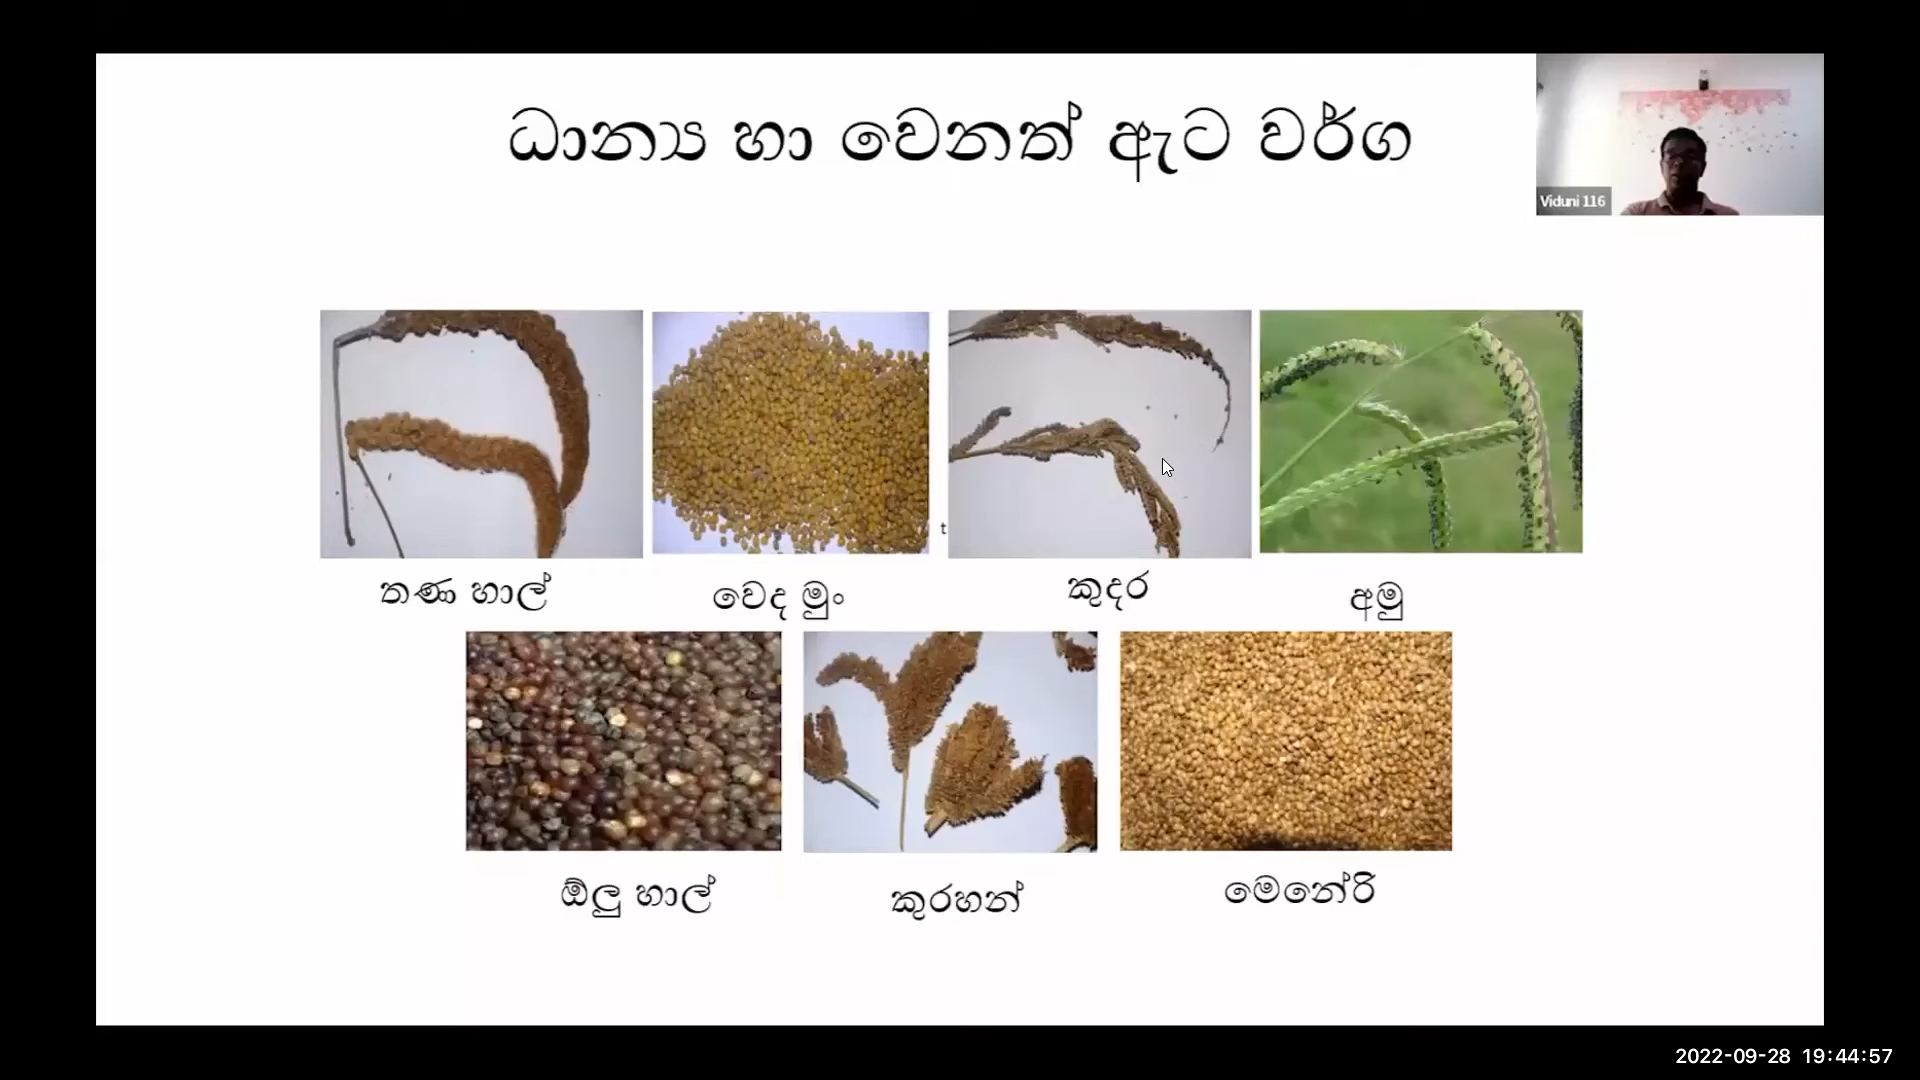 ධාන්‍ය හා වෙනත් ඇට වර්ග
Viduni 116
t
තණ හාල්
වෙද මුං
කුදර
අමු
ඕලු හාල්
කුරහන්
මෙනේරි
2022-09-28 19:44:57